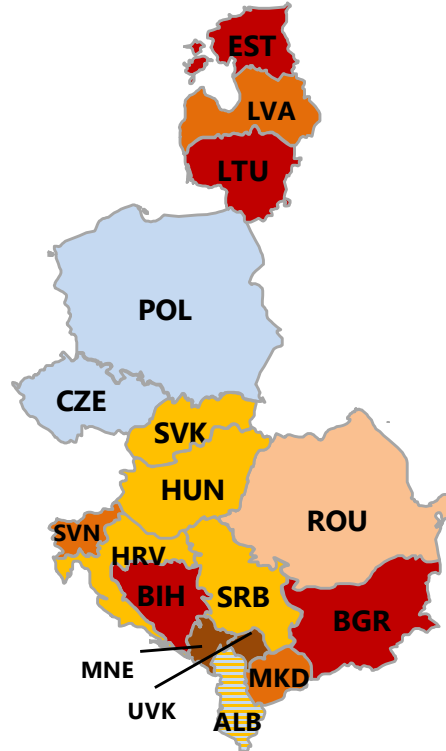 EST
LVA
LTU
POL
CZE
SVK
HUN
ROU
SVN
HRV
BIH
SRB
BGR
MNE
MKD
UVK
ALB